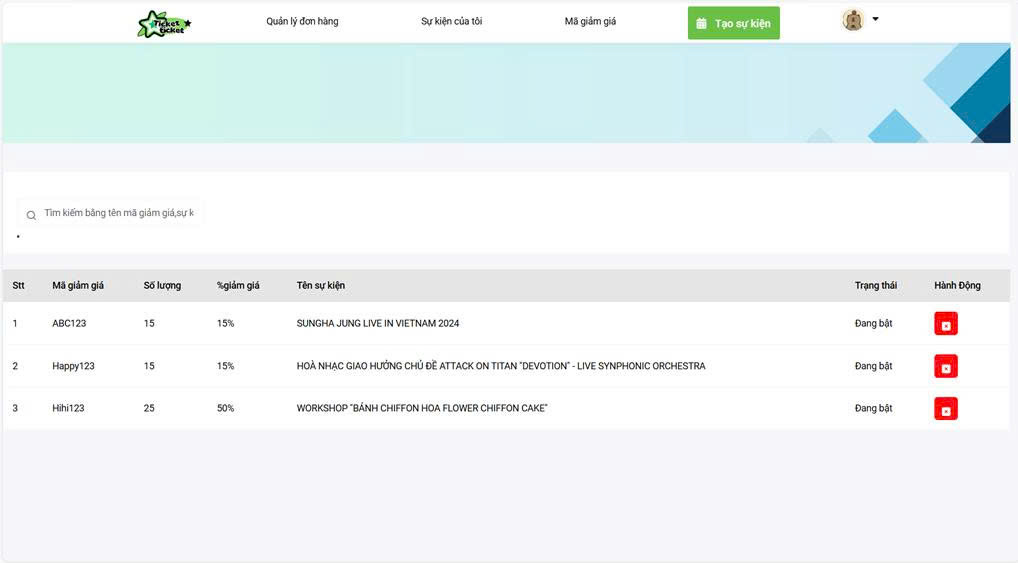 Ticket
ticket
Quản lý đơn hàng
Sự kiện của tôi
Mã giảm giá
Tạo sự kiện
Tìm kiếm bằng tên mã giảm giá,sự k
Stt Mã giảm giá Số lượng %giảm giá Tên sự kiện Trạng thái Hành Động
1 ABC123 15 15% SUNGHA JUNG LIVE IN VIETNAM 2024 Đang bật
2 Happy123 15 15% HOÀ NHẠC GIAO HƯỞNG CHỦ ĐỀ ATTACK ON TITAN "DEVOTION" - LIVE SYNPHONIC ORCHESTRA Đang bật
3 Hihi123 25 50% WORKSHOP "BÁNH CHIFFON HOA FLOWER CHIFFON CAKE" Đang bật